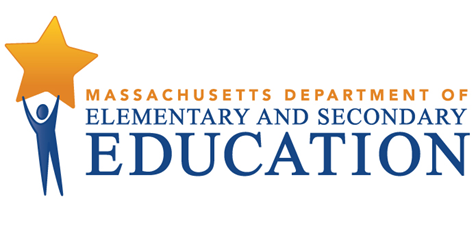 MASSACHUSETTS DEPARTMENT OF
ELEMENTARY AND SECONDARY
EDUCATION